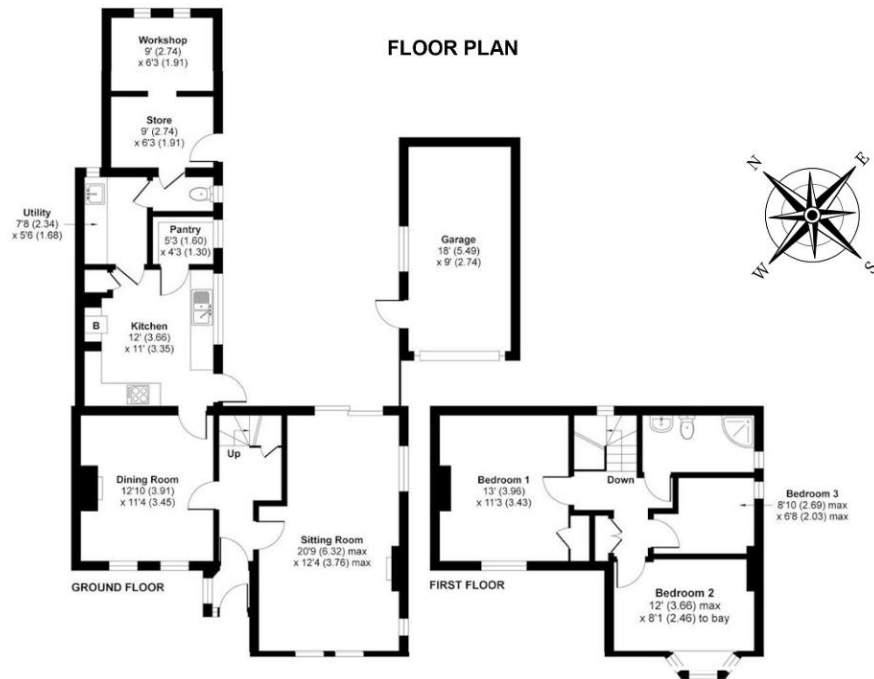 FLOOR PLAN
Workshop
9' (2.74)
x 6'3 (1.91)
Store
9' (2.74)
x 6'3 (1.91)
Utility
7'8 (2.34)
x 5'6 (1.68)
Pantry
5'3 (1.60)
x 4'3 (1.30)
Garage
18' (5.49)
x 9' (2.74)
N
E
W
S
B
Kitchen
12' (3.66)
x 11' (3.35)
Dining Room
12'10 (3.91)
x 11'4 (3.45)
Up
Sitting Room
20'9 (6.32) max
x 12'4 (3.76) max
GROUND FLOOR
Bedroom 1
13' (3.96)
x 11'3 (3.43)
Down
Bedroom 3
8'10 (2.69) max
x 6'8 (2.03) max
Bedroom 2
12' (3.66) max
x 8'1 (2.46) to bay
FIRST FLOOR